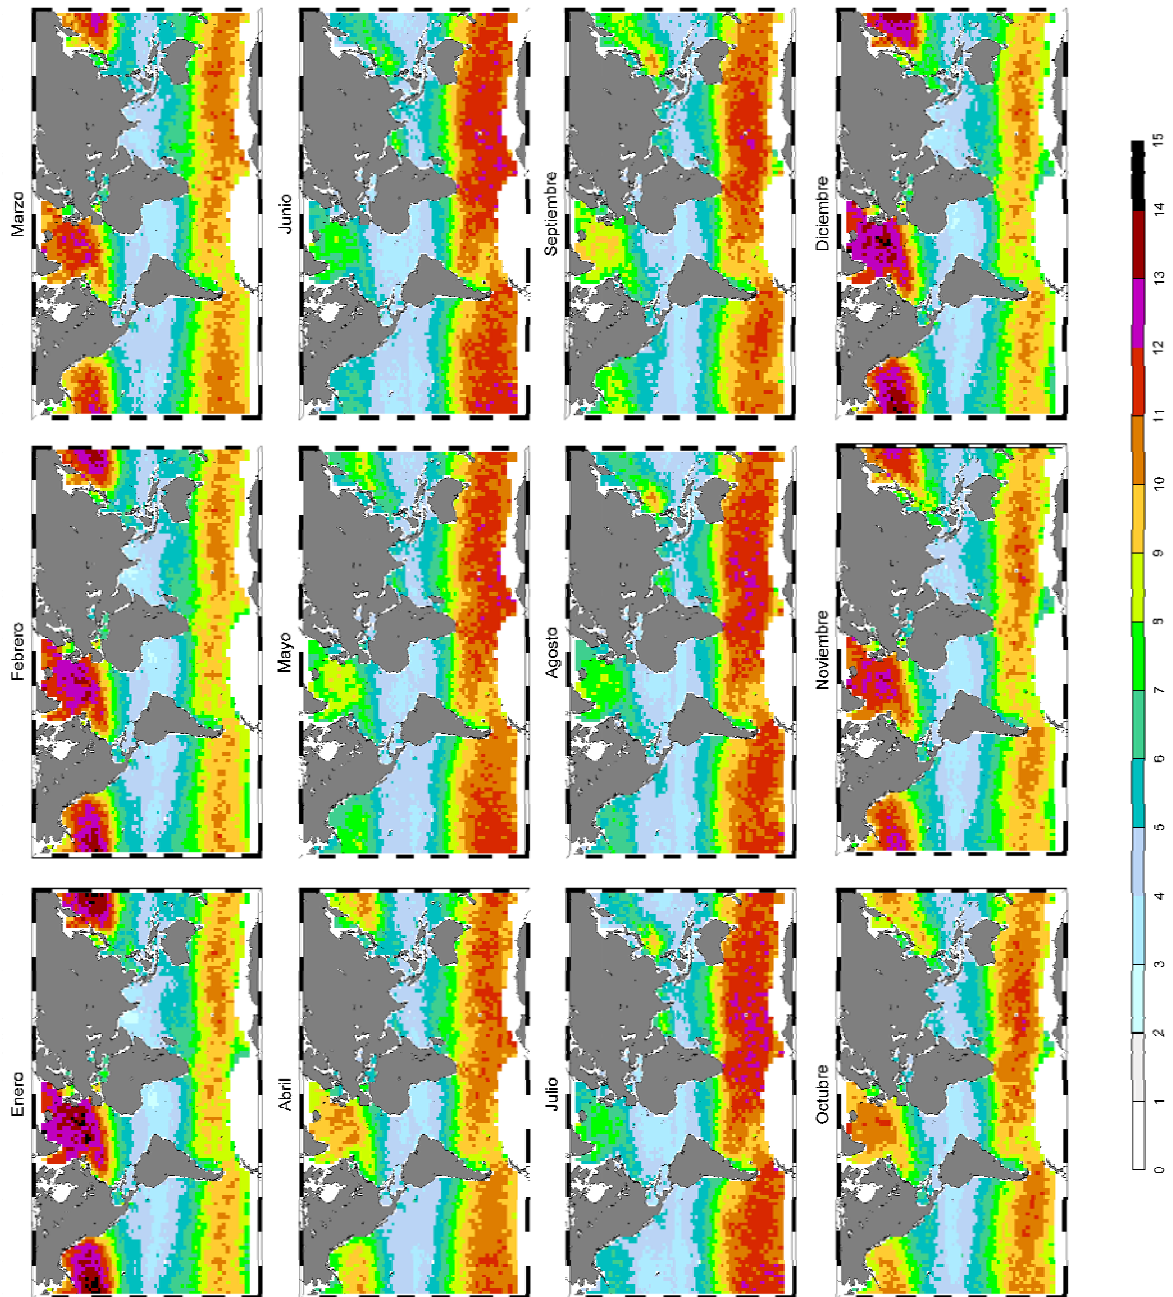 Enero
Febrero
Marzo
Abril
Mayo
Junio
Julio
Agosto
Septiembre
Octubre
Noviembre
Diciembre
0 1 2 3 4 5 6 7 8 9 10 11 12 13 14 15